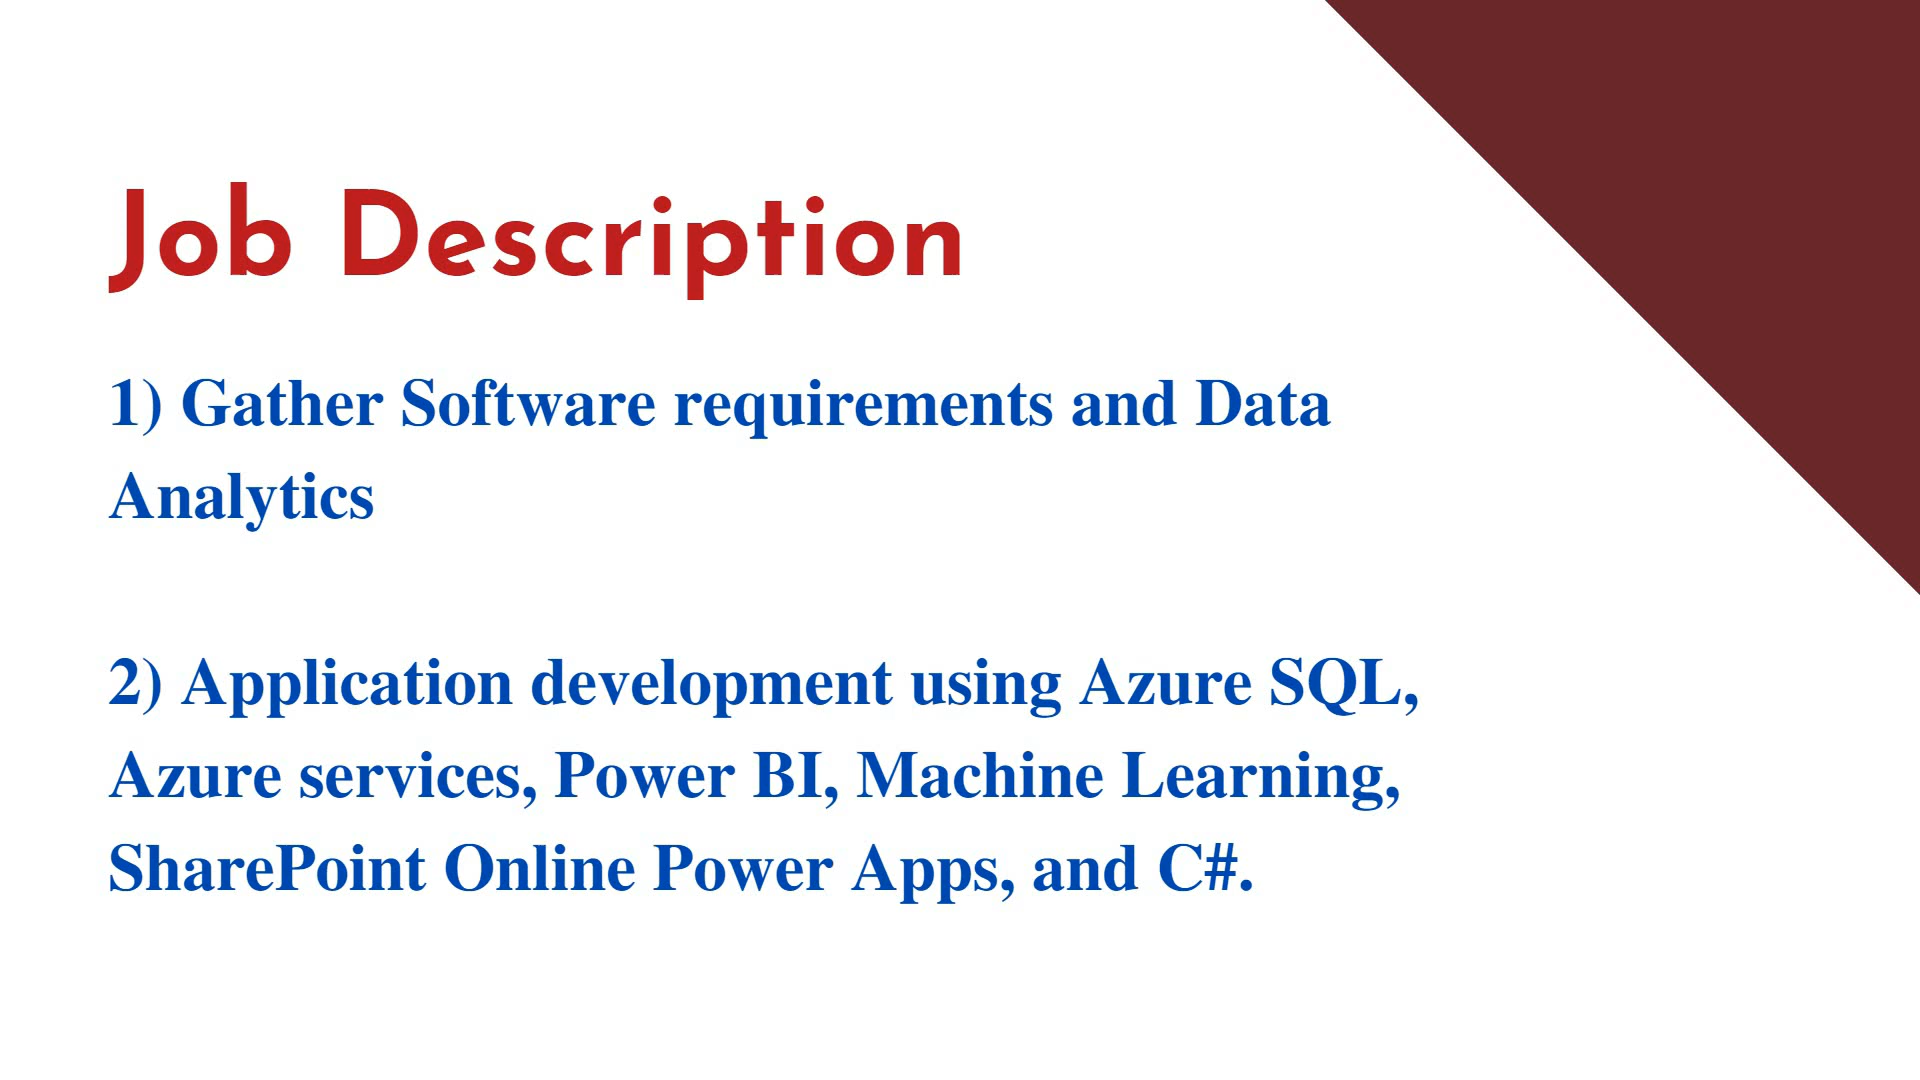 Job Description
1) Gather Software requirements and Data
Analytics
2) Application development using Azure SQL,
Azure services, Power BI, Machine Learning,
SharePoint Online Power Apps, and C#.